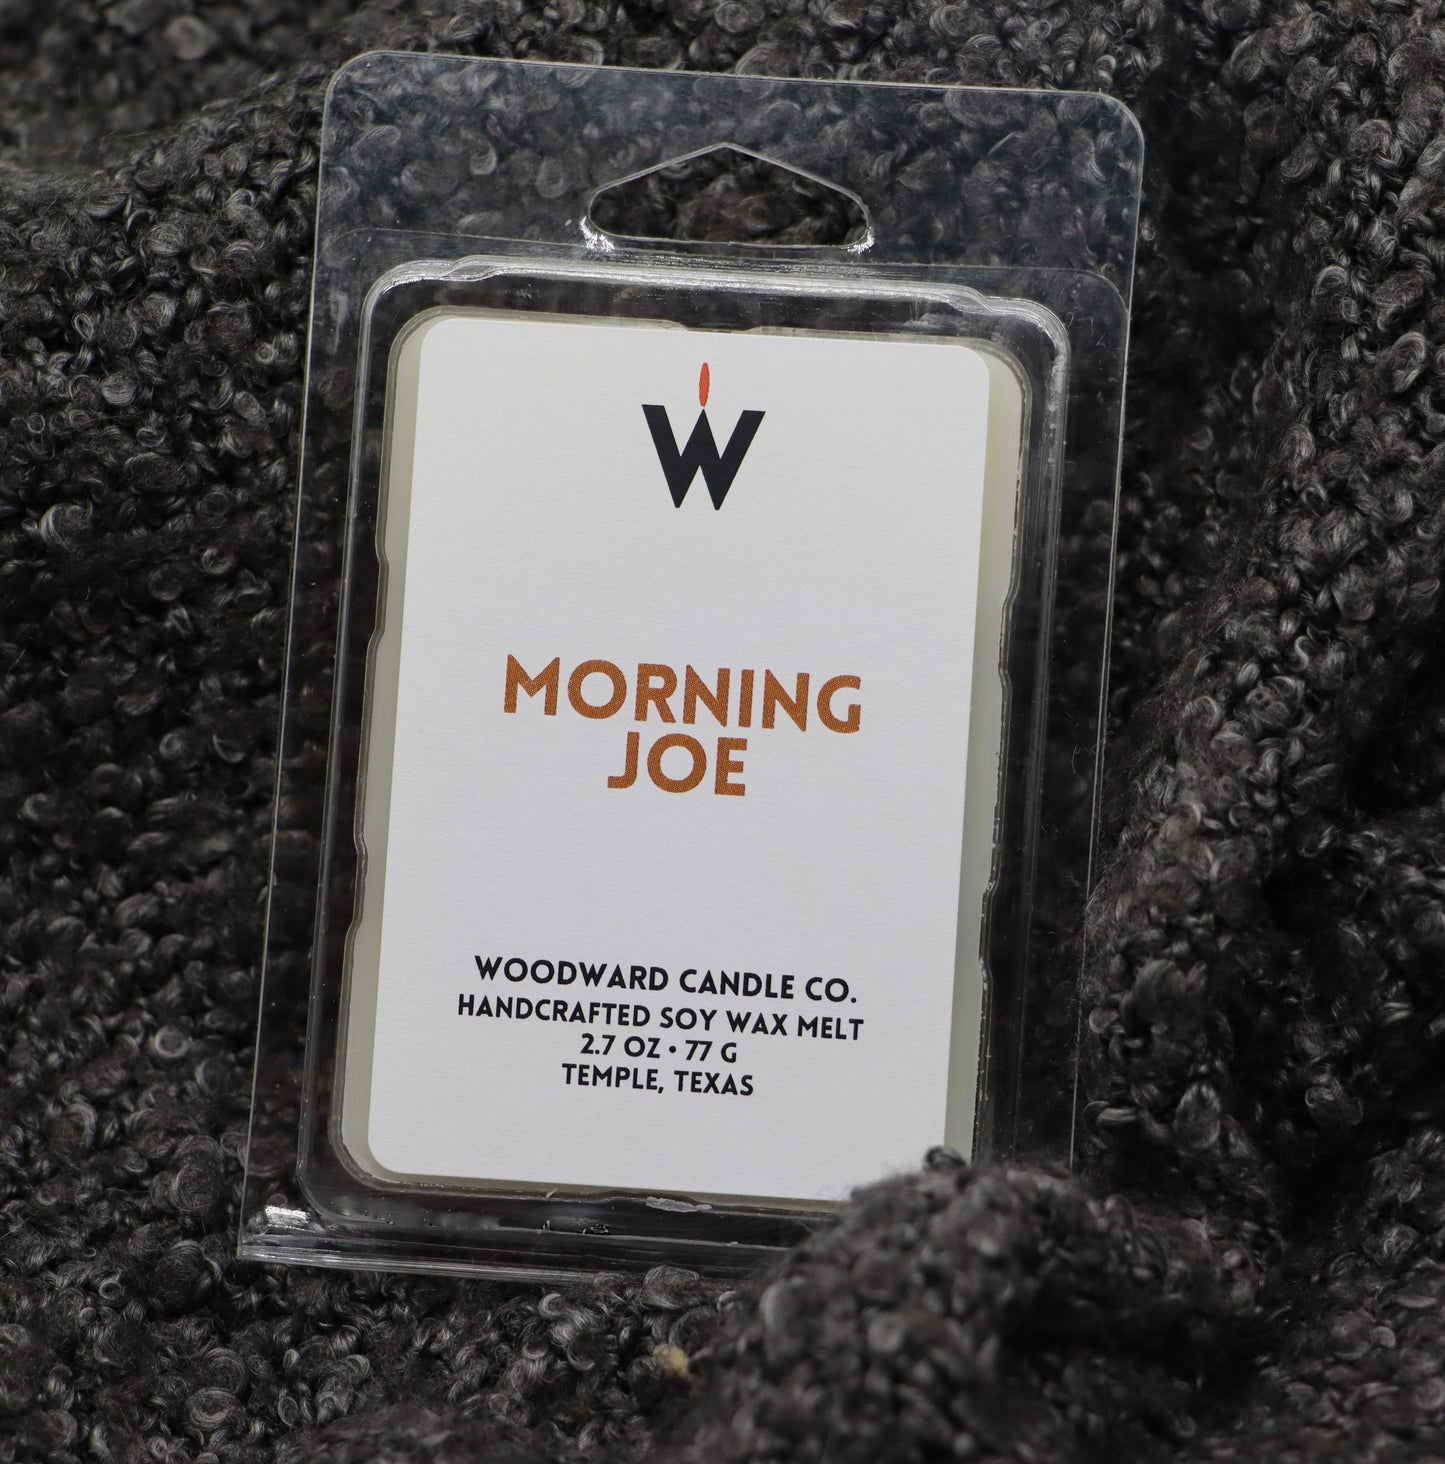 W
MORNING
JOE
WOODWARD CANDLE CO.
HANDCRAFTED SOY WAX MELT
2.7 OZ • 77 G
TEMPLE, TEXAS